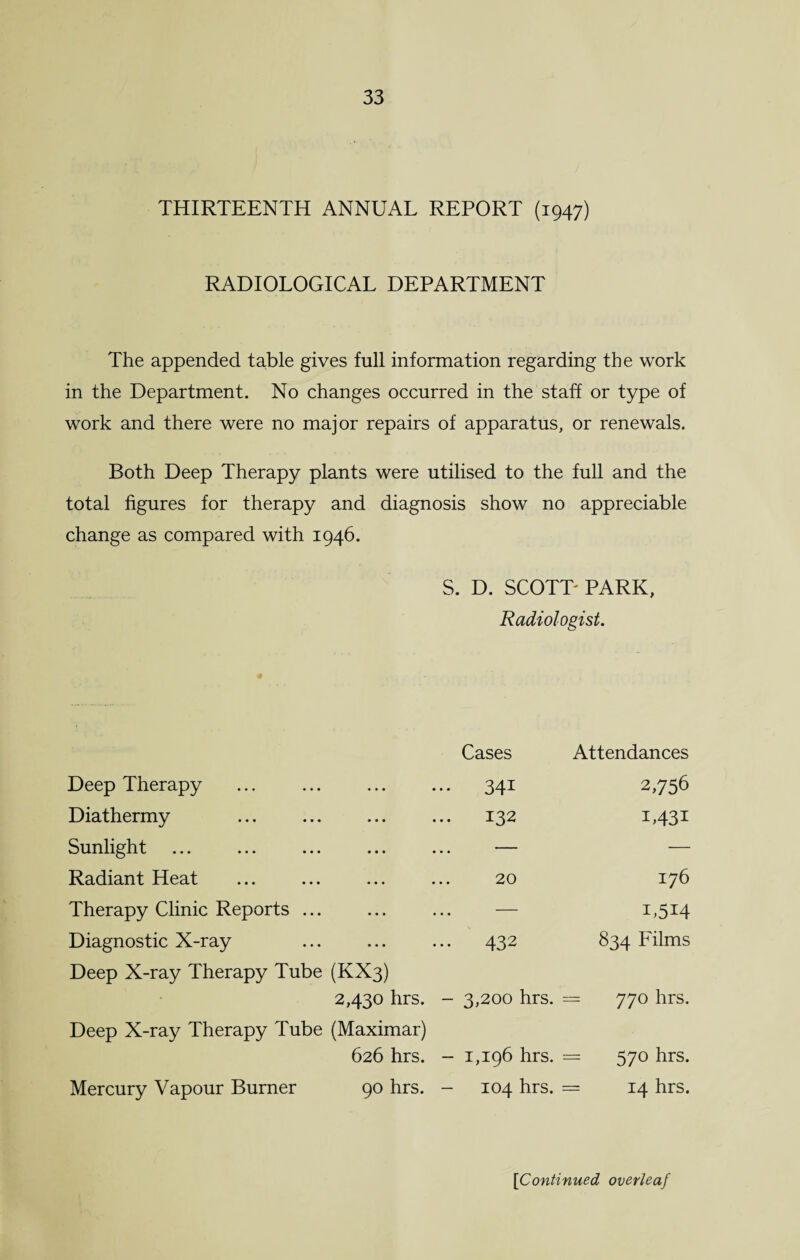 33
THIRTEENTH ANNUAL REPORT (1947)
RADIOLOGICAL DEPARTMENT
The appended table gives full information regarding the work
in the Department. No changes occurred in the staff or type of
work and there were no major repairs of apparatus, or renewals.
Both Deep Therapy plants were utilised to the full and the
total figures for therapy and diagnosis show no appreciable
change as compared with 1946.
S. D. SCOTT-PARK,
Radiologist.
Cases Attendances
Deep Therapy ... ... ... ... 341 2,756
Diathermy ... ... ... ... 132 1,431
Sunlight ... ... ... ... ... — —
Radiant Heat ... ... ... ... 20 176
Therapy Clinic Reports ... ... ... — 1,514
Diagnostic X-ray ... ... ... 432 834 Films
Deep X-ray Therapy Tube (KX3)
2,430 hrs. - 3,200 hrs. = 770 hrs.
Deep X-ray Therapy Tube (Maximar)
626 hrs. - 1,196 hrs. = 570 hrs.
Mercury Vapour Burner 90 hrs. - 104 hrs. = 14 hrs.
[Continued overleaf